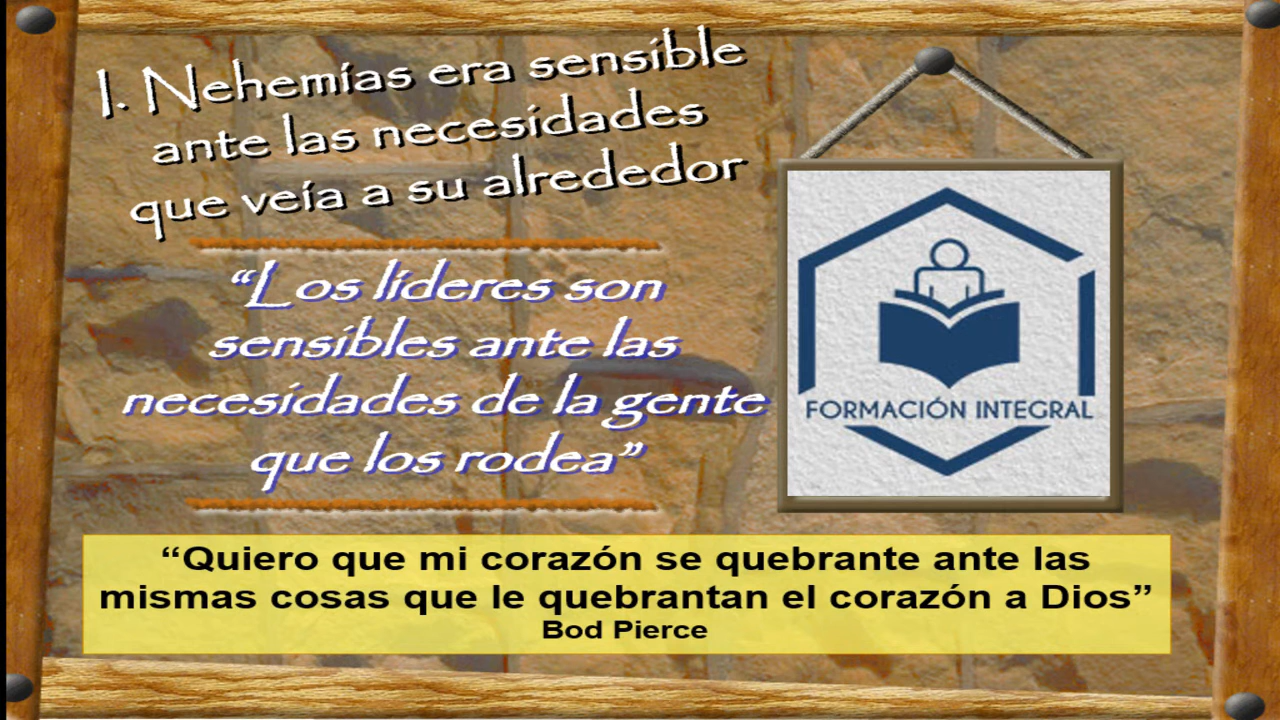 I. Nehemías era sensible
ante las necesidades
que veía a su alrededor
“Los líderes son
sensibles ante las
necesidades de la gente
que los rodea”
FORMACIÓN INTEGRAL
“Quiero que mi corazón se quebrante ante las
mismas cosas que le quebrantan el corazón a Dios”
Bod Pierce